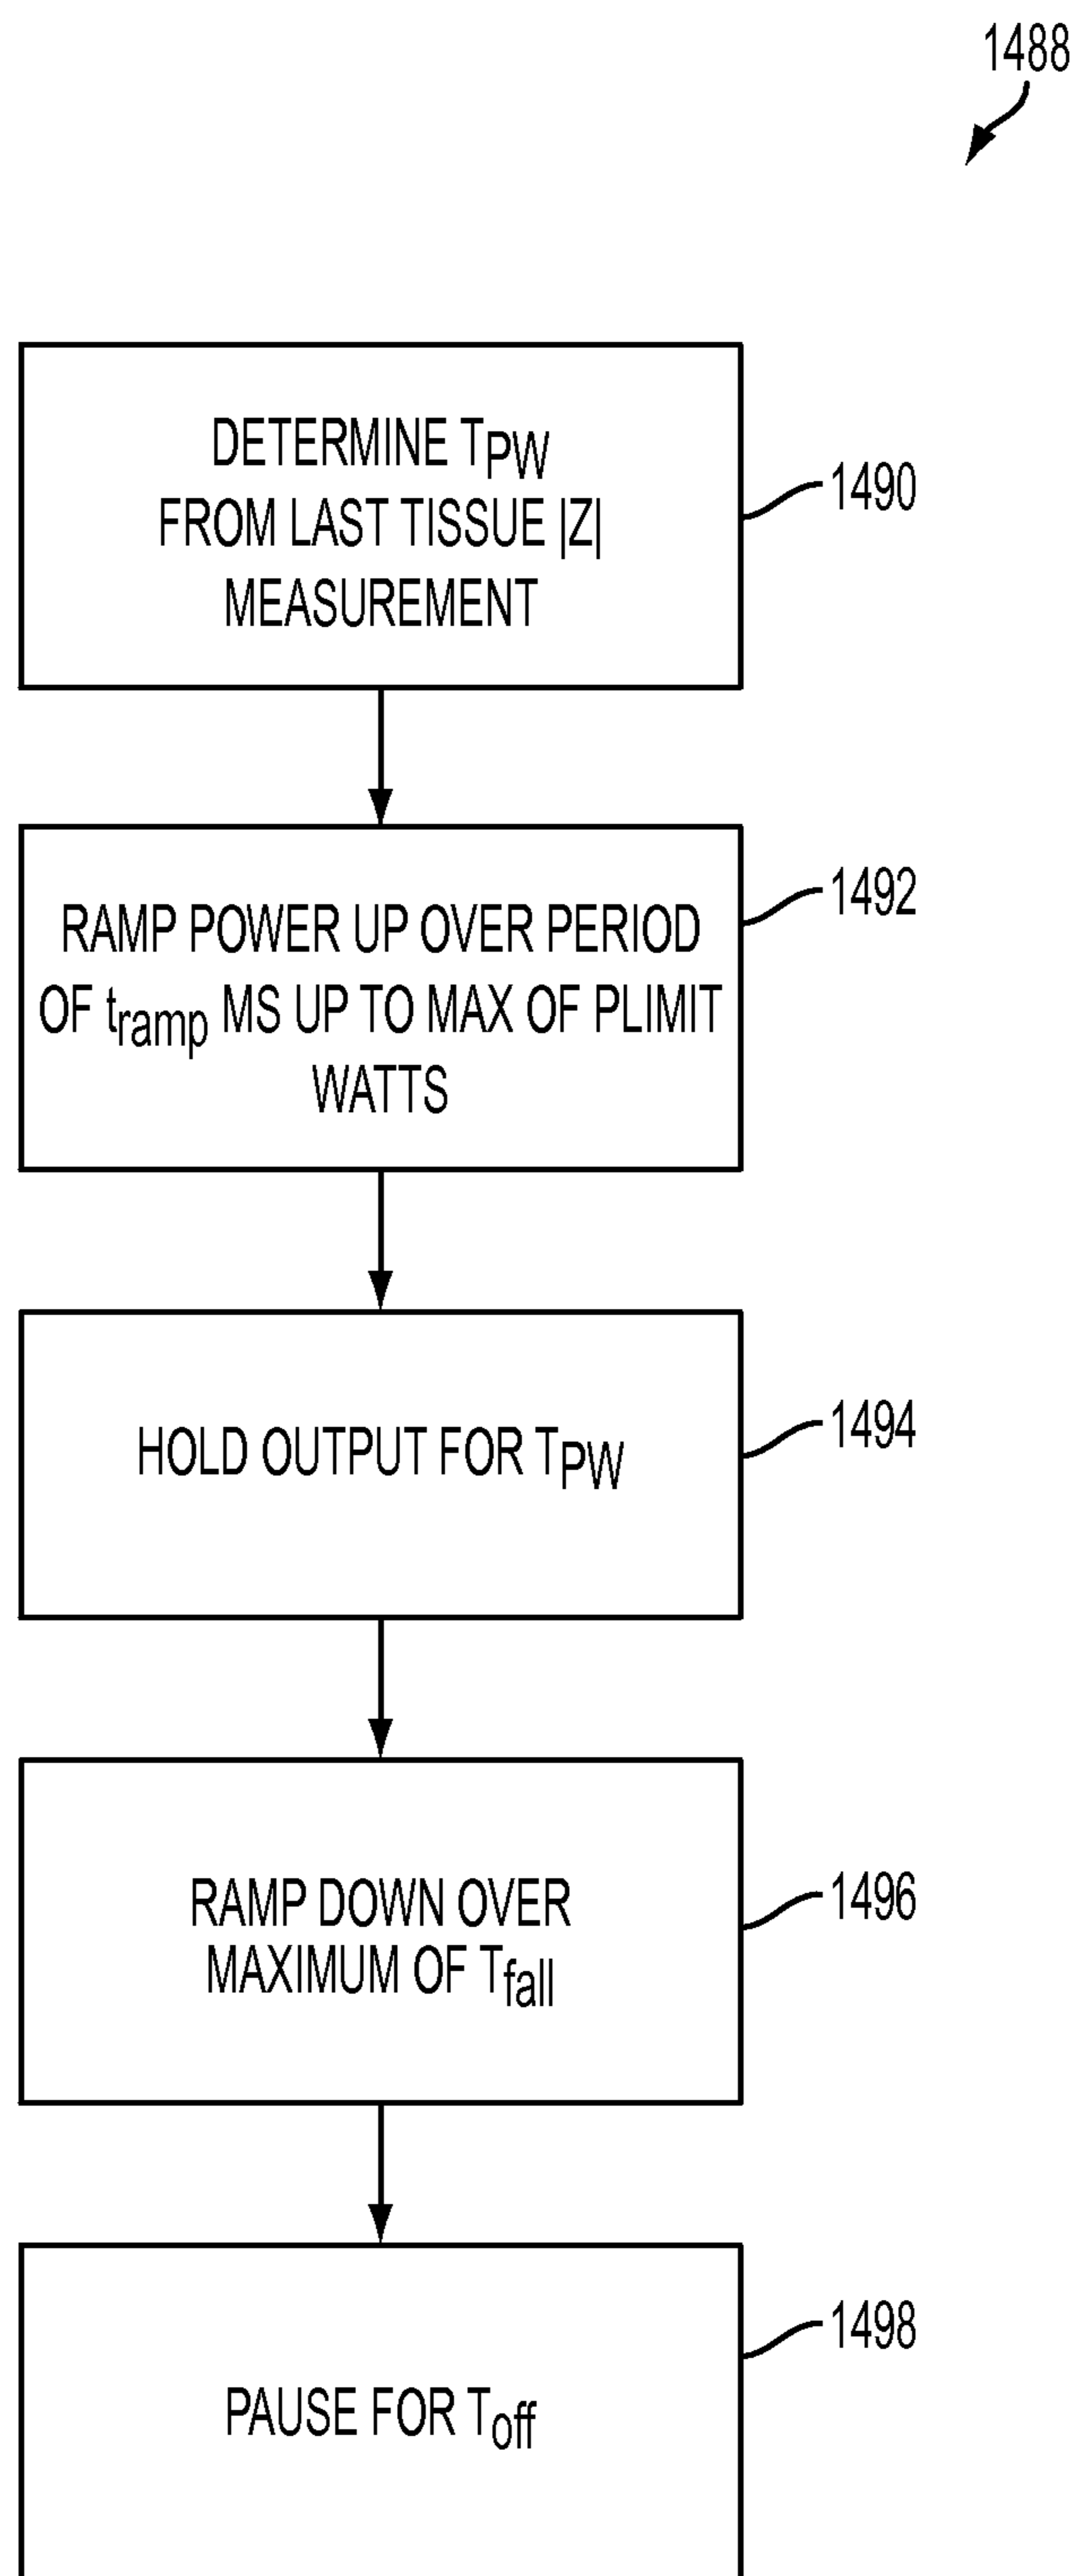 1488
DETERMINE TPW
FROM LAST TISSUE |Z|
MEASUREMENT
1490
RAMP POWER UP OVER PERIOD
OF tramp MS UP TO MAX OF PLIMIT
WATTS
1492
HOLD OUTPUT FOR TPW
1494
RAMP DOWN OVER
MAXIMUM OF Tfall
1496
PAUSE FOR Toff
1498